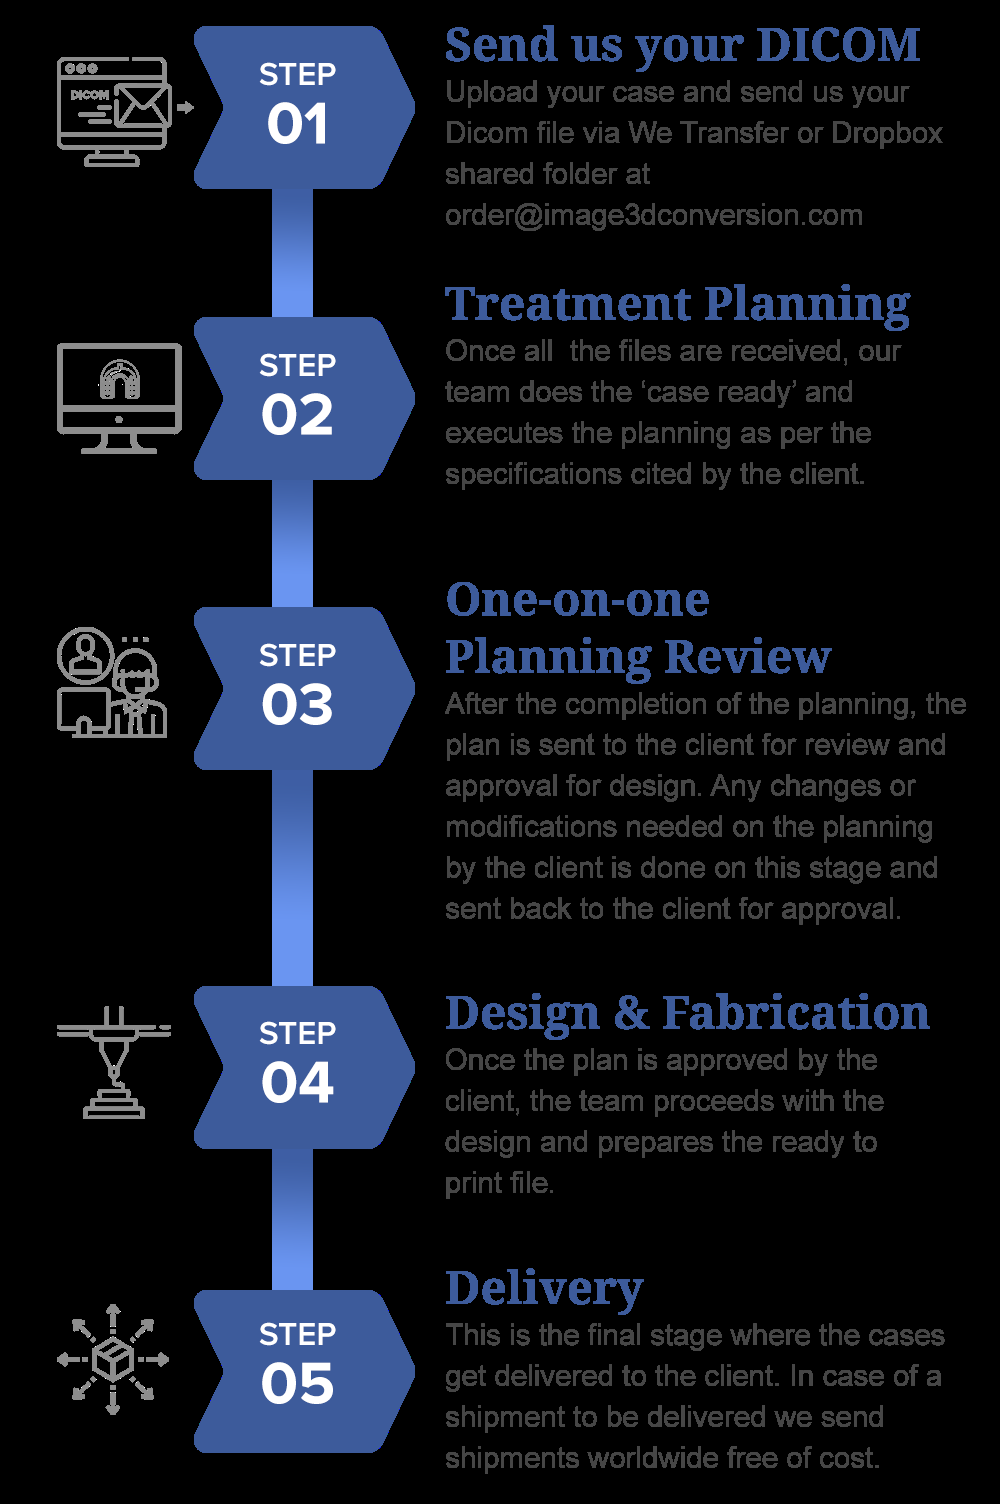 DICOM
STEP
01
Send us your DICOM
Upload your case and send us your
Dicom file via We Transfer or Dropbox
shared folder at
order@image3dconversion.com
STEP
02
Treatment Planning
Once all  the files are received, our
team does the ‘case ready’ and
executes the planning as per the
specifications cited by the client.
STEP
03
One-on-one
Planning Review
After the completion of the planning, the
plan is sent to the client for review and
approval for design. Any changes or
modifications needed on the planning
by the client is done on this stage and
sent back to the client for approval.
STEP
04
Design & Fabrication
Once the plan is approved by the
client, the team proceeds with the
design and prepares the ready to
print file.
STEP
05
Delivery
This is the final stage where the cases
get delivered to the client. In case of a
shipment to be delivered we send
shipments worldwide free of cost.